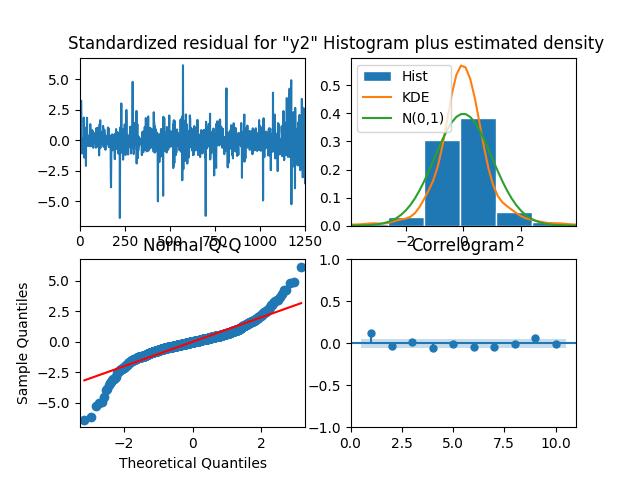 Standardized residual for "y2"
5.0
2.5
0.0
−2.5
−5.0
0 250 500 750 1000 1250
Histogram plus estimated density
Hist
KDE
N(0,1)
0.5
0.4
0.3
0.2
0.1
0.0
−2 0 2
Normal Q-Q
Sample Quantiles
5.0
2.5
0.0
−2.5
−5.0
−2 0 2
Theoretical Quantiles
Correlogram
1.0
0.5
0.0
−0.5
−1.0
0.0 2.5 5.0 7.5 10.0